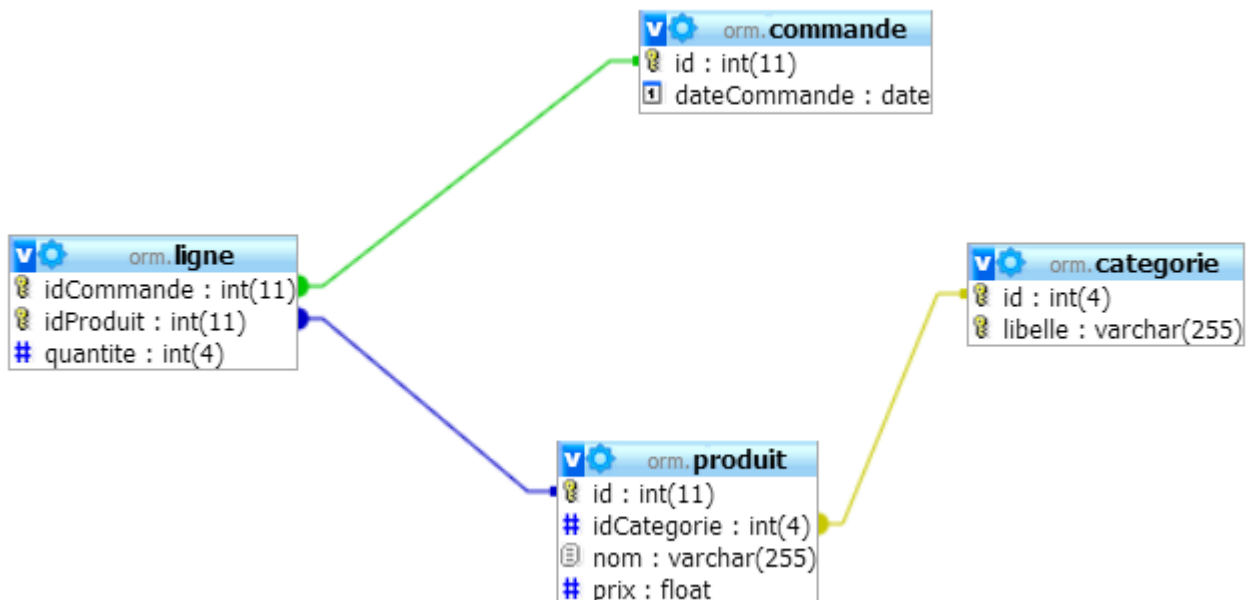 orm.commande
id : int(11)
dateCommande : date
orm.ligne
idCommande : int(11)
idProduit : int(11)
# quantite : int(4)
orm.categorie
id : int(4)
libelle : varchar(255)
orm.produit
id : int(11)
# idCategorie : int(4)
nom : varchar(255)
# prix : float